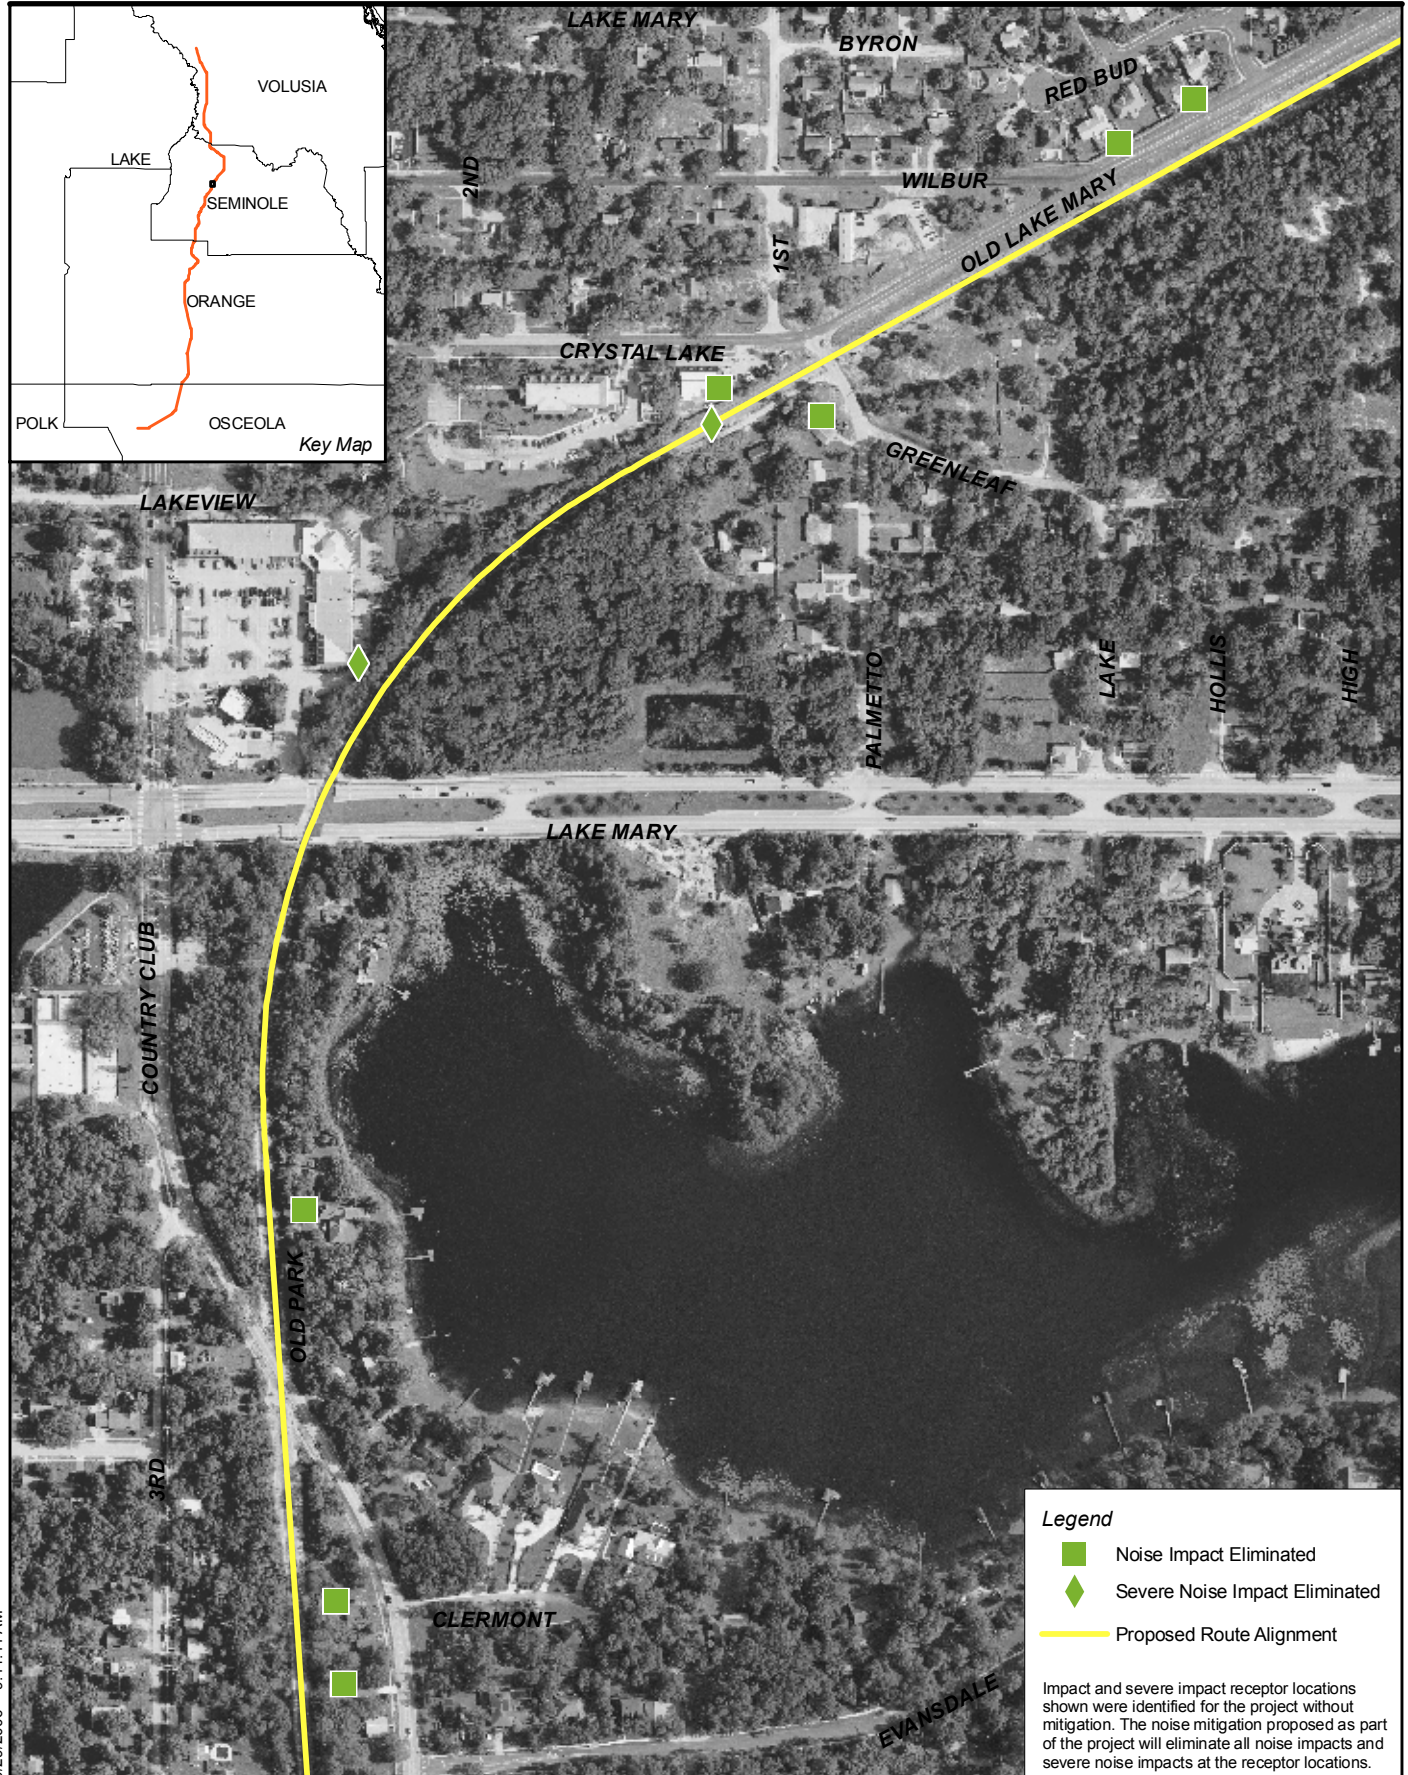 LAKE MARY
BYRON
RED BUD
VOLUSIA
LAKE
SEMINOLE
ORANGE
POLK
OSCEOLA
Key Map
2ND
WILBUR
1ST
OLD LAKE MARY
CRYSTAL LAKE
GREENLEAF
LAKEVIEW
PALMETTO
LAKE
HOLLIS
HIGH
LAKE MARY
COUNTRY CLUB
OLD PARK
3RD
CLERMONT
EVANSDALE
Legend
Noise Impact Eliminated
Severe Noise Impact Eliminated
Proposed Route Alignment
Impact and severe impact receptor locations
shown were identified for the project without
mitigation. The noise mitigation proposed as part
of the project will eliminate all noise impacts and
severe noise impacts at the receptor locations.